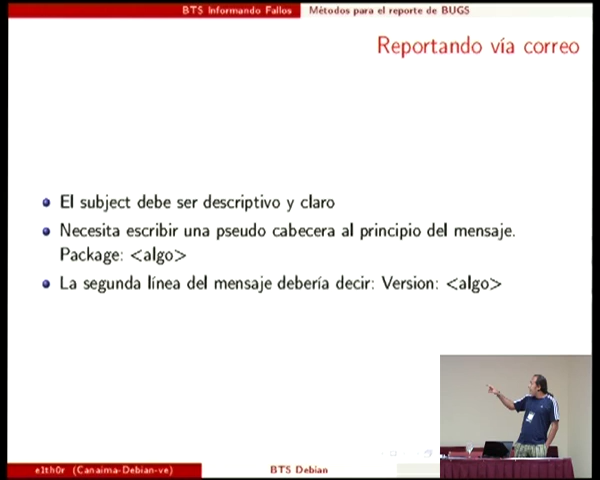 BTS Informando Fallos Métodos para el reporte de BUGS
Reportando vía correo
El subject debe ser descriptivo y claro
Necesita escribir una pseudo cabecera al principio del mensaje.
Package: <algo>
La segunda línea del mensaje debería decir: Version: <algo>
e1th0r (Canaima-Debian-ve) BTS Debian